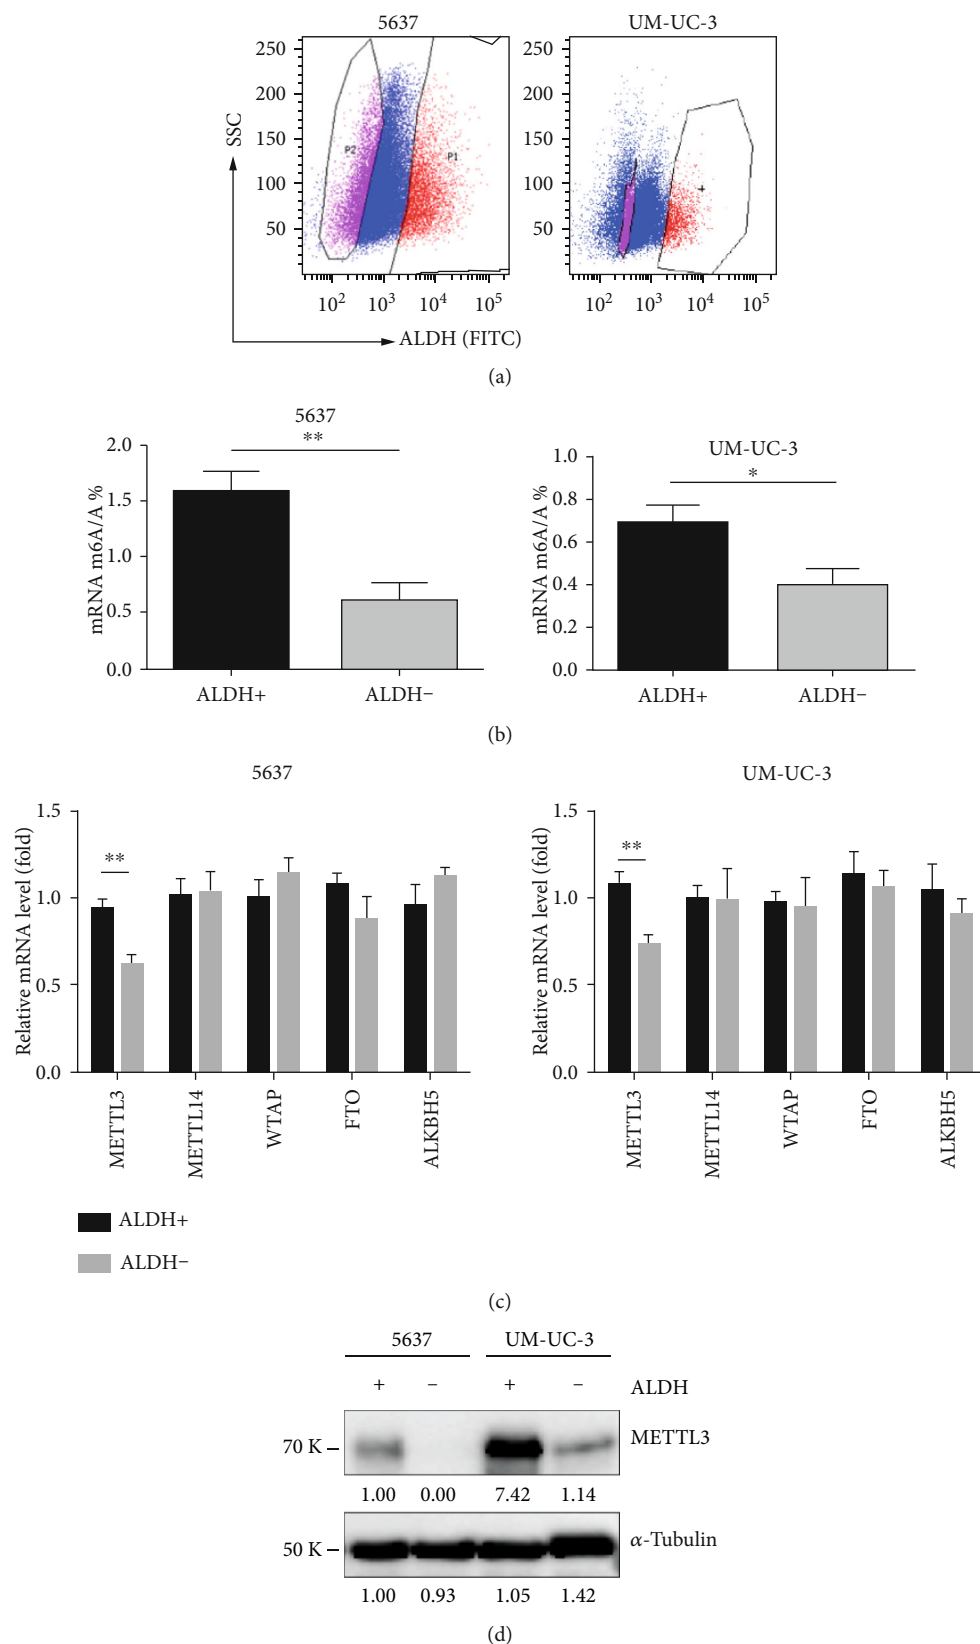 5637 UM-UC-3
250 250
200 200
150 150
100 100
50 50
SSC
P2 P1
10² 10³ 10⁴ 10⁵ 10² 10³ 10⁴ 10⁵
ALDH (FITC)
(a)
5637 UM-UC-3
** *
2.0 1.0
1.5 0.8
1.0 0.6
0.5 0.4
0.0 0.2
0.0
mRNA m6A/A % mRNA m6A/A %
ALDH+ ALDH− ALDH+ ALDH−
(b)
5637 UM-UC-3
1.5 1.5
1.0 1.0
0.5 0.5
0.0 0.0
** **
Relative mRNA level (fold) Relative mRNA level (fold)
METTL3 METTL14 WTAP FTO ALKBH5 METTL3 METTL14 WTAP FTO ALKBH5
ALDH+
ALDH−
(c)
5637 UM-UC-3
+ − + − ALDH
70 K METTL3
1.00 0.00 7.42 1.14
50 K α-Tubulin
1.00 0.93 1.05 1.42
(d)